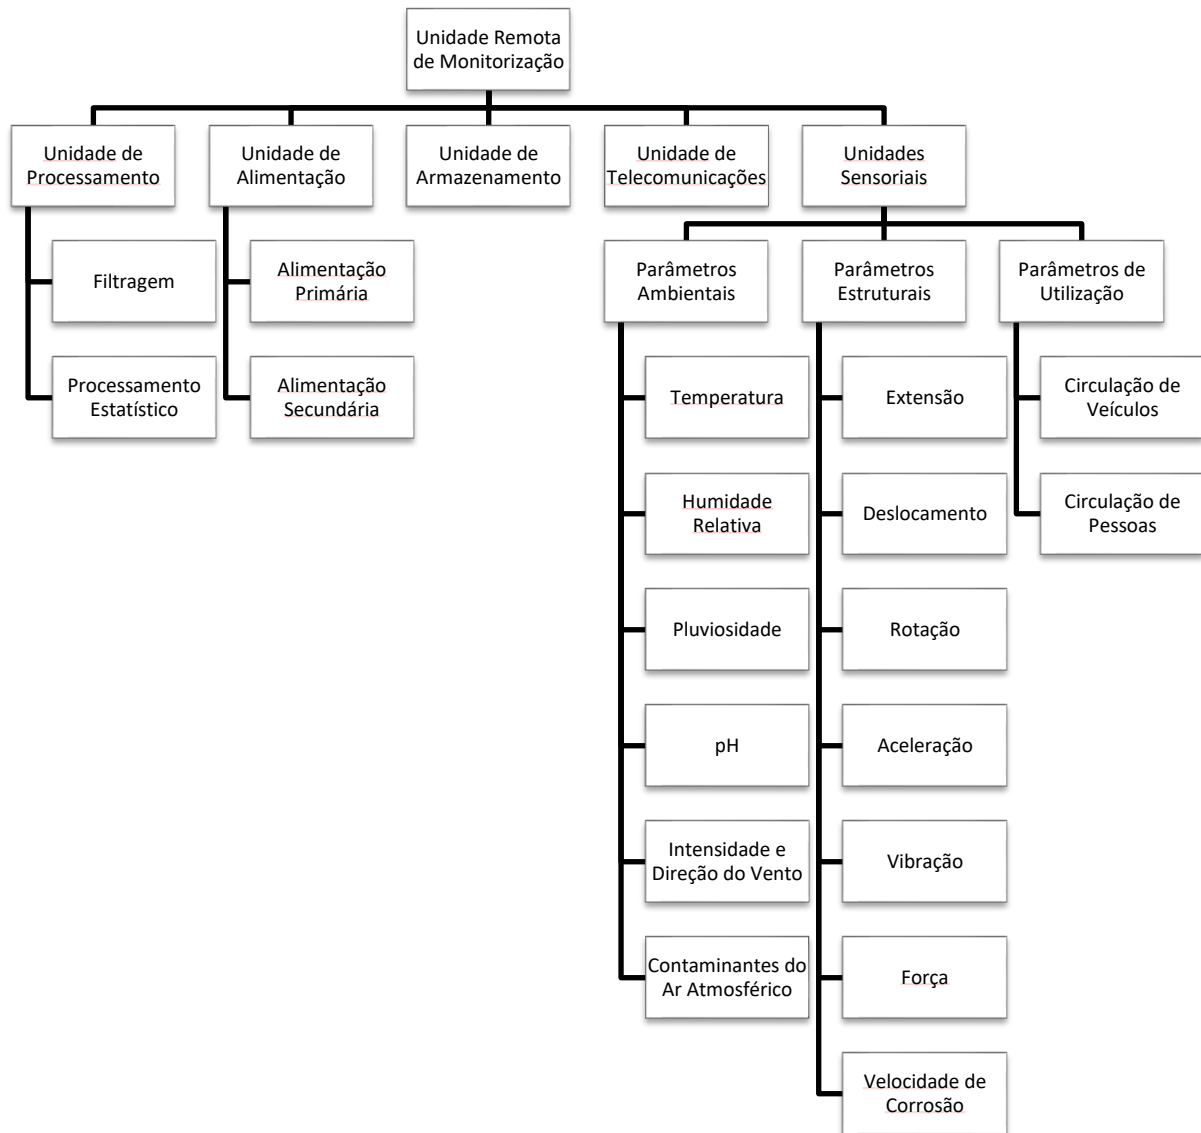 Unidade Remota
de Monitorização
Unidade de
Processamento
Unidade de
Alimentação
Unidade de
Armazenamento
Unidade de
Telecomunicações
Unidades
Sensoriais
Filtragem
Processamento
Estatístico
Alimentação
Primária
Alimentação
Secundária
Parâmetros
Ambientais
Parâmetros
Estruturais
Parâmetros de
Utilização
Temperatura
Humidade
Relativa
Pluviosidade
pH
Intensidade e
Direção do Vento
Contaminantes do
Ar Atmosférico
Extensão
Deslocamento
Rotação
Aceleração
Vibração
Força
Velocidade de
Corrosão
Circulação de
Veículos
Circulação de
Pessoas